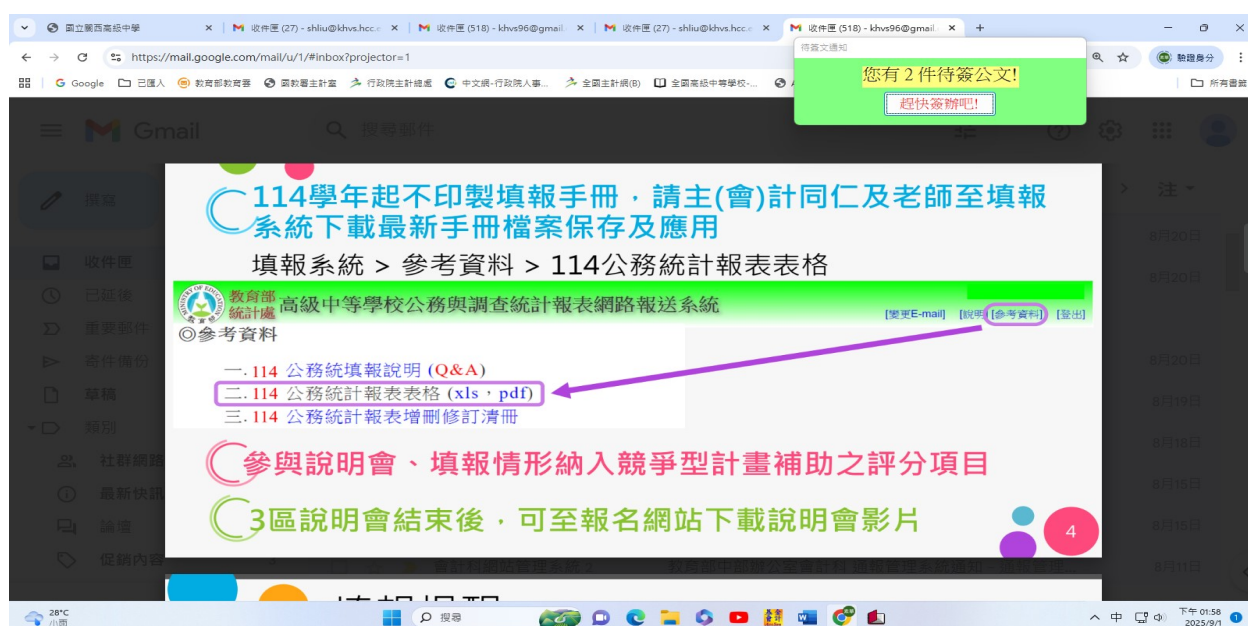 國立關西高級中學
收件匣 (27) - shliu@khvs.hcc.e
收件匣 (518) - khvs96@gmail.
收件匣 (27) - shliu@khvs.hcc.e
收件匣 (518) - khvs96@gmail.
https://mail.google.com/mail/u/1/#inbox?projector=1
驗證身分
Google
已匯入
教育部教育雲
國教署主計室
行政院主計總處
中文網-行政院人事...
全國主計網(B)
全國高級中等學校-...
所有書籤
待簽文通知
您有 2 件待簽公文!
趕快簽辦吧!
Gmail
搜尋郵件
撰寫
收件匣
已延後
重要郵件
寄件備份
草稿
類別
社群網路
最新快訊
論壇
促銷內容
注
8月20日
8月20日
8月20日
8月19日
8月18日
8月15日
8月15日
8月11日
114學年起不印製填報手冊，請主(會)計同仁及老師至填報
系統下載最新手冊檔案保存及應用
填報系統 > 參考資料 > 114公務統計報表表格
教育部
統計處
高級中等學校公務與調查統計報表網路報送系統
[變更E-mail] [說明] [參考資料] [登出]
◎參考資料
一. 114 公務統填報說明 (Q&A)
二. 114 公務統計報表表格 (xls，pdf)
三. 114 公務統計報表增刪修訂清冊
參與說明會、填報情形納入競爭型計畫補助之評分項目
3區說明會結束後，可至報名網站下載說明會影片
4
28°C
小雨
搜尋
中
下午 01:58
2025/9/1
1